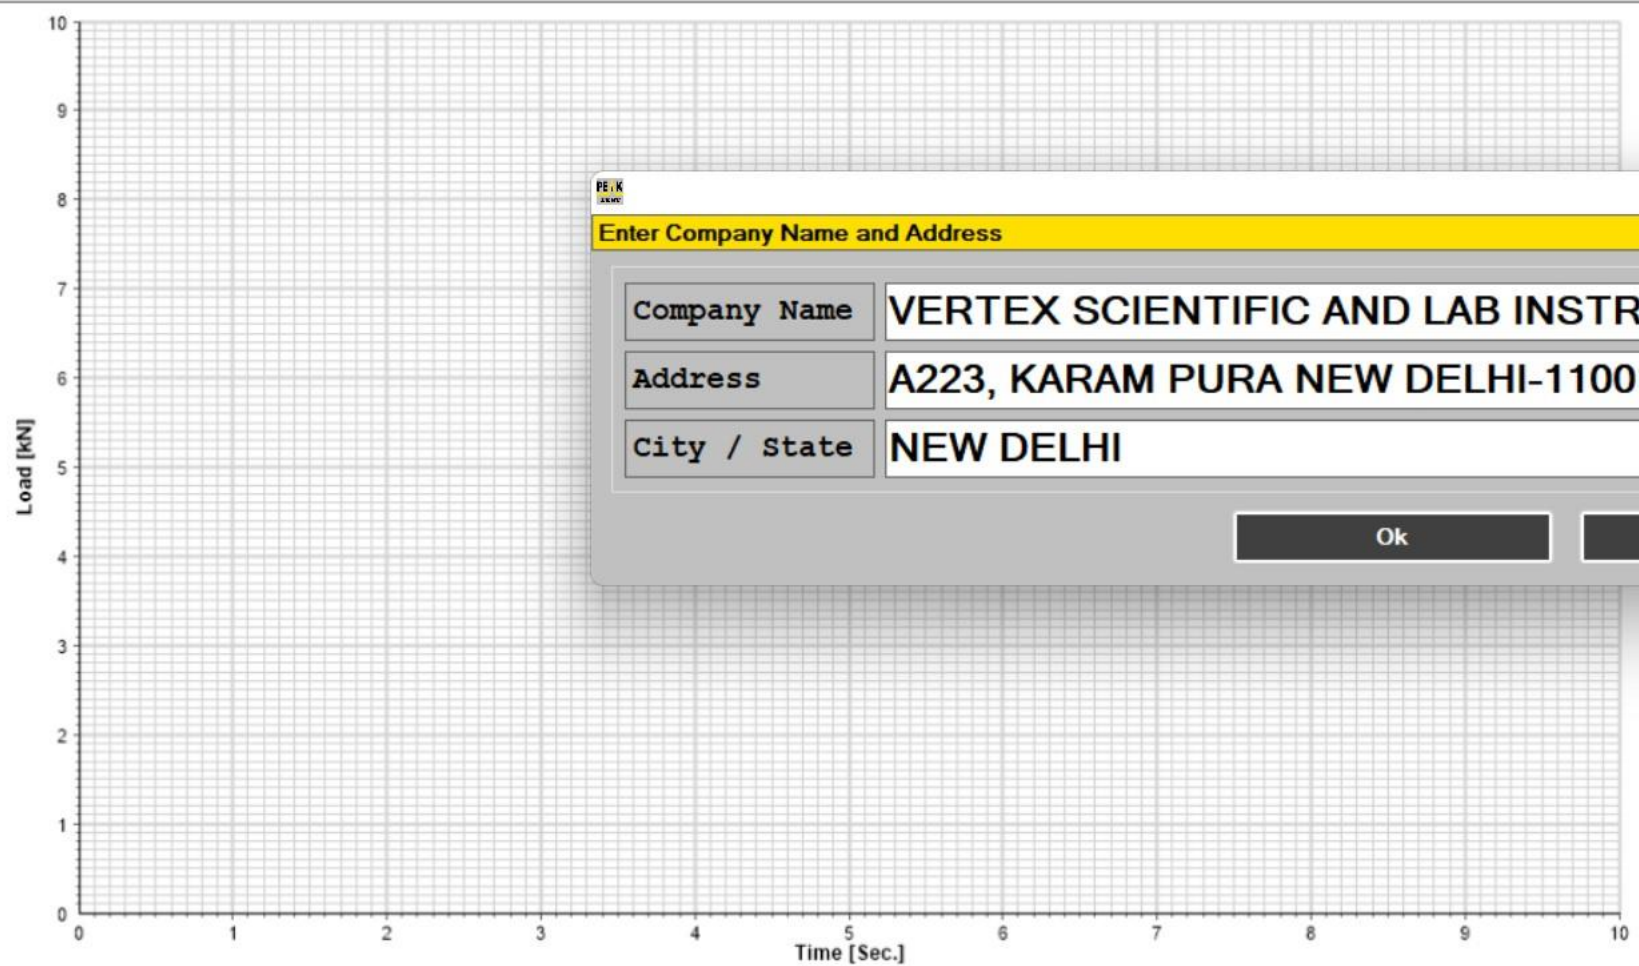 10
9
8
7
6
5
4
3
2
1
0
Load [kN]
0 1 2 3 4 5 6 7 8 9 10
Time [Sec.]
Enter Company Name and Address
Company Name VERTEX SCIENTIFIC AND LAB INSTR
Address A223, KARAM PURA NEW DELHI-1100
City / State NEW DELHI
Ok